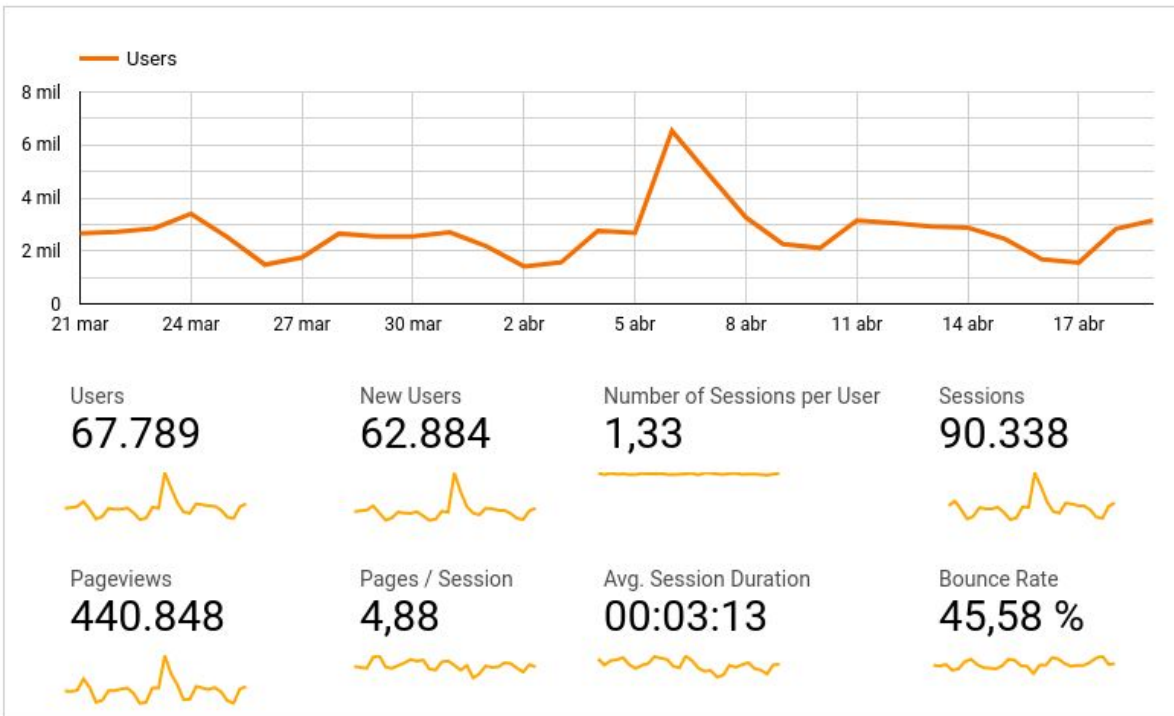 Users
8 mil
6 mil
4 mil
2 mil
0
21 mar 24 mar 27 mar 30 mar 2 abr 5 abr 8 abr 11 abr 14 abr 17 abr
Users New Users Number of Sessions per User Sessions
67.789 62.884 1,33 90.338
Pageviews Pages / Session Avg. Session Duration Bounce Rate
440.848 4,88 00:03:13 45,58 %